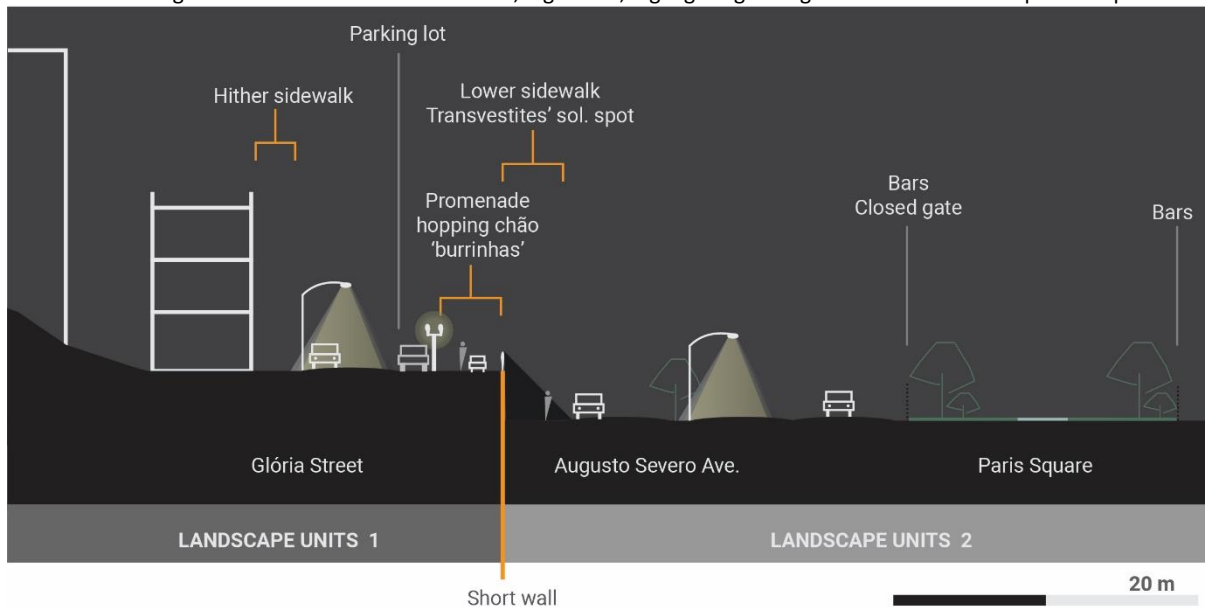 Parking lot
Hither sidewalk
Lower sidewalk
Transvestites' sol. spot
Promenade
hopping chão
'burrinhas'
Bars
Closed gate
Bars
Glória Street
Augusto Severo Ave.
Paris Square
LANDSCAPE UNITS 1
LANDSCAPE UNITS 2
Short wall
20 m